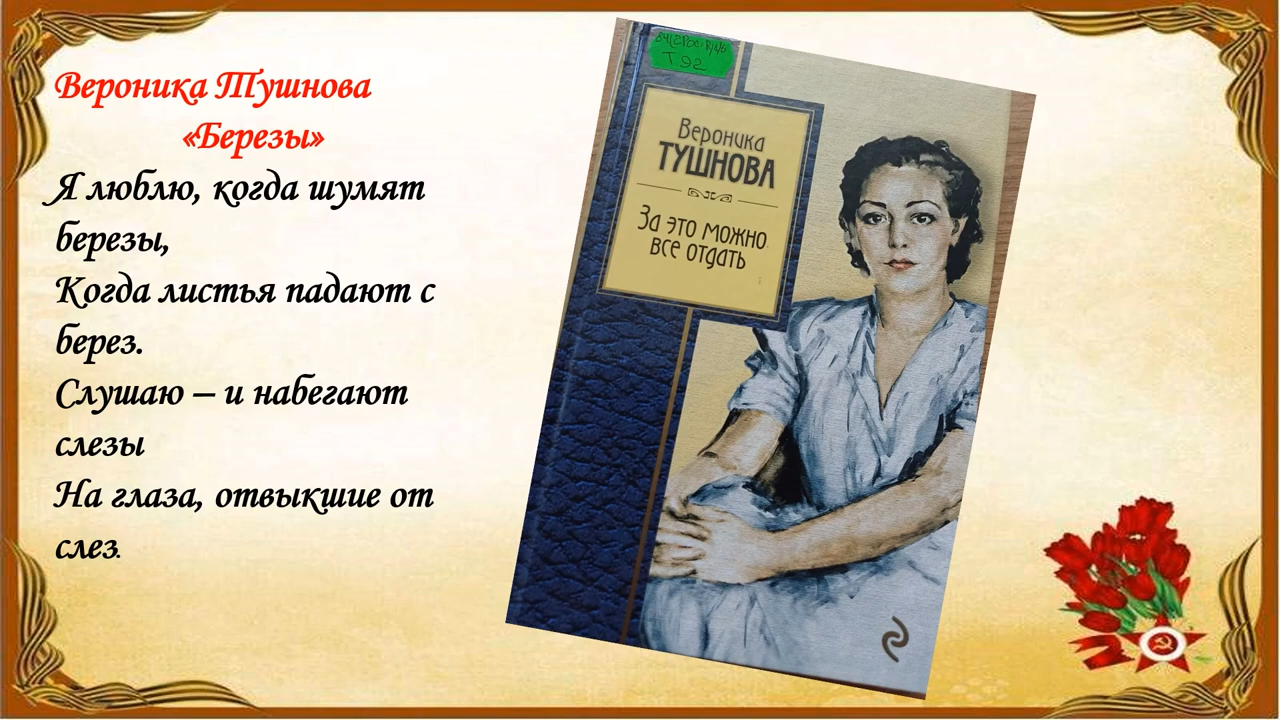 Вероника Тушнова
«Березы»
Я люблю, когда шумят
березы,
Когда листья падают с
берез.
Слушаю – и набегают
слезы
На глаза, отвыкшие от
слез.
Т 92
Вероника
ТУШНОВА
За это можно
все отдать